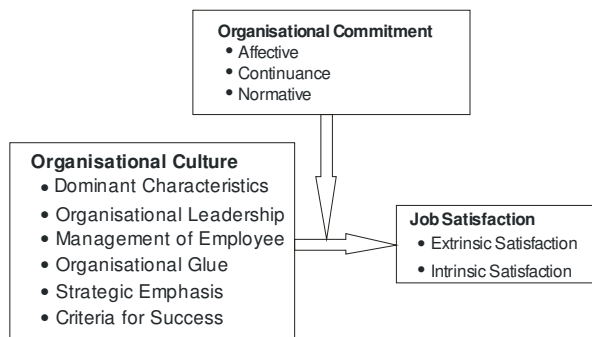 Organisational Commitment
• Affective
• Continuance
• Normative
Organisational Culture
• Dominant Characteristics
• Organisational Leadership
• Management of Employee
• Organisational Glue
• Strategic Emphasis
• Criteria for Success
Job Satisfaction
• Extrinsic Satisfaction
• Intrinsic Satisfaction